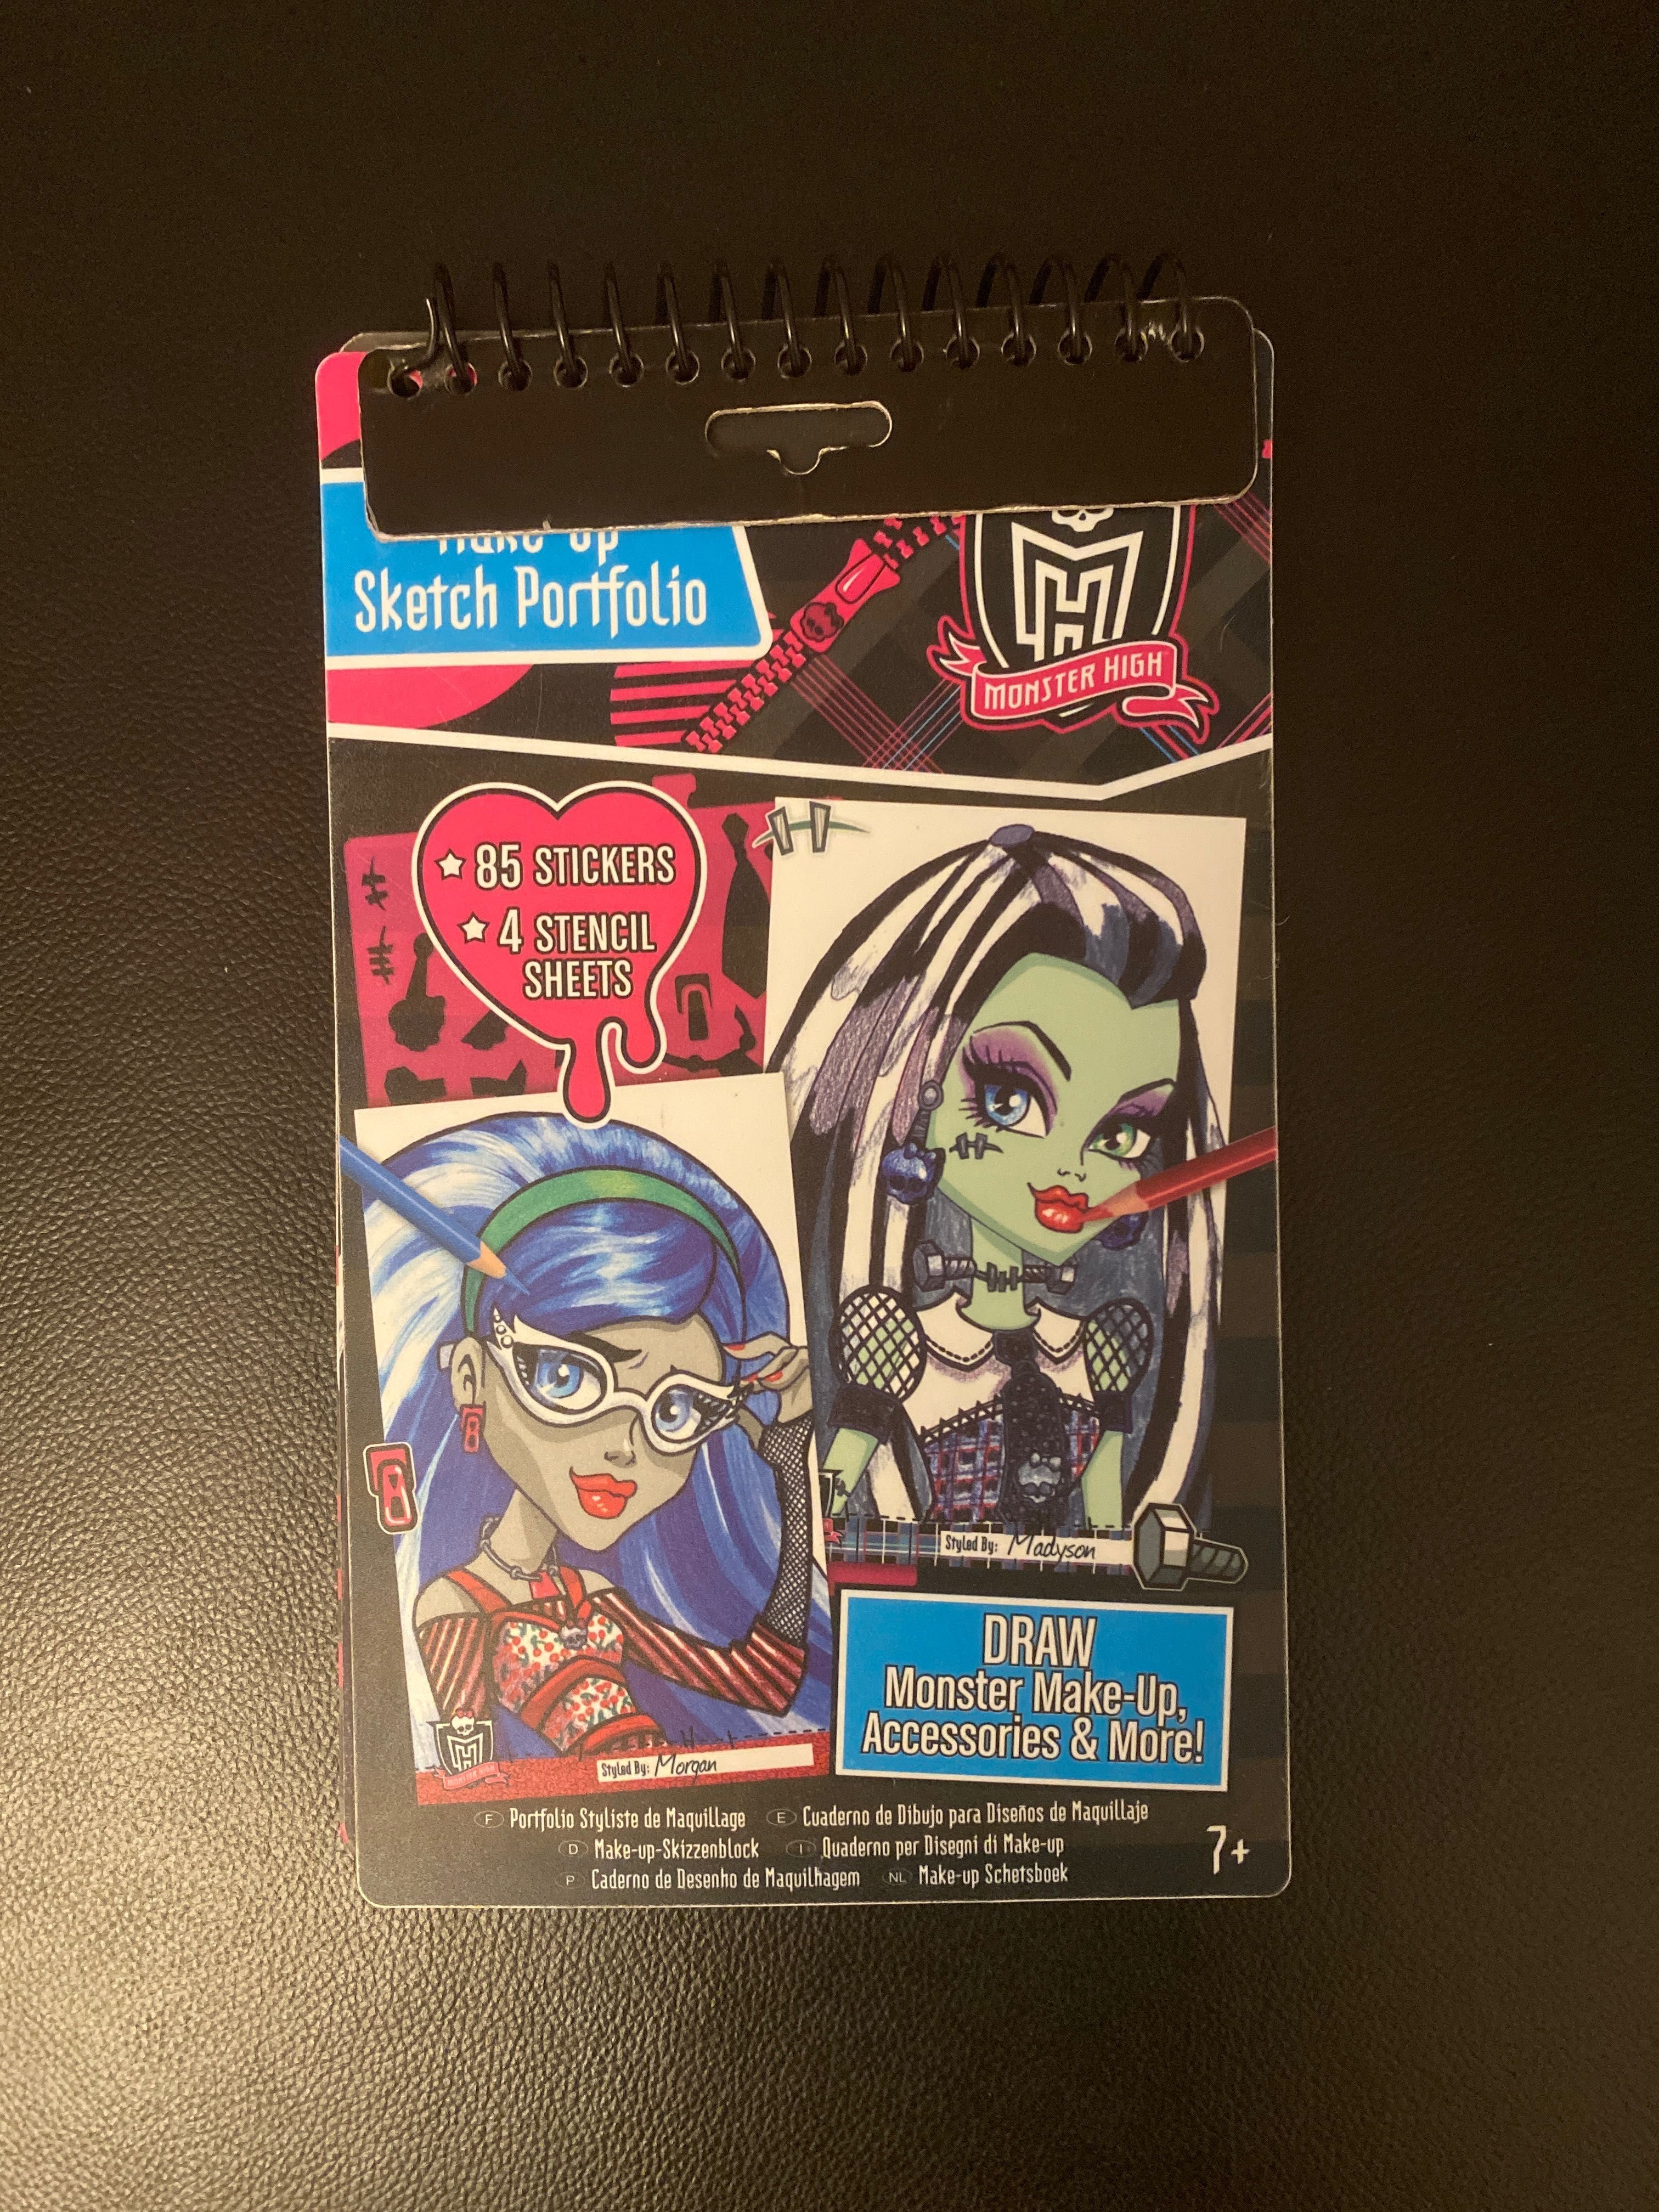 Make-Up
Sketch Portfolio
MONSTER HIGH
85 STICKERS
4 STENCIL
SHEETS
Styled By: Madyson
DRAW
Monster Make-Up,
Accessories & More!
Styled By: Morgan
F Portfolio Styliste de Maquillage E Cuaderno de Dibujo para Diseños de Maquillaje
D Make-up-Skizzenblock I Quaderno per Disegni di Make-up
P Caderno de Desenho de Maquilhagem NL Make-up Schetsboek
7+